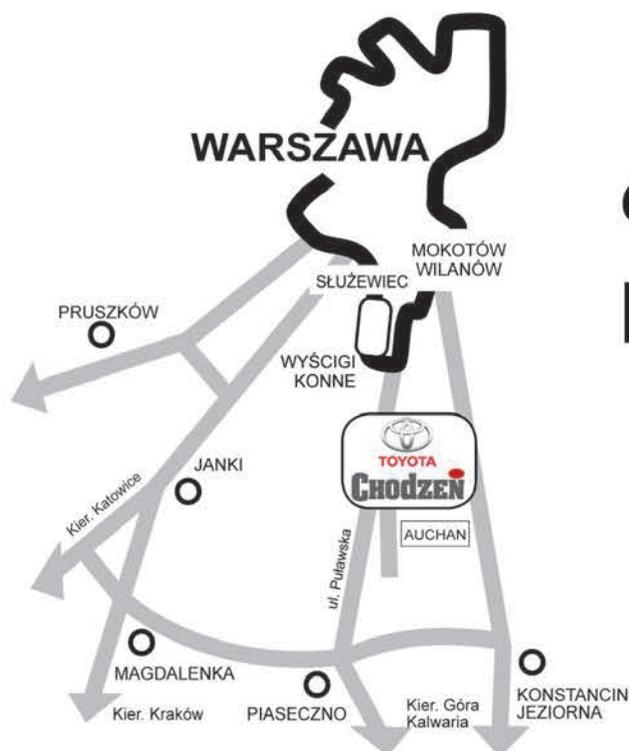 WARSZAWA
MOKOTÓW
WILANÓW
SŁUŻEWIEC
PRUSZKÓW
WYŚCIGI
KONNE
TOYOTA
CHODZEŃ
JANKI
Kier. Katowice
AUCHAN
ul. Puławska
MAGDALENKA
Kier. Kraków
PIASECZNO
Kier. Góra
Kalwaria
KONSTANCIN
JEZIORNA